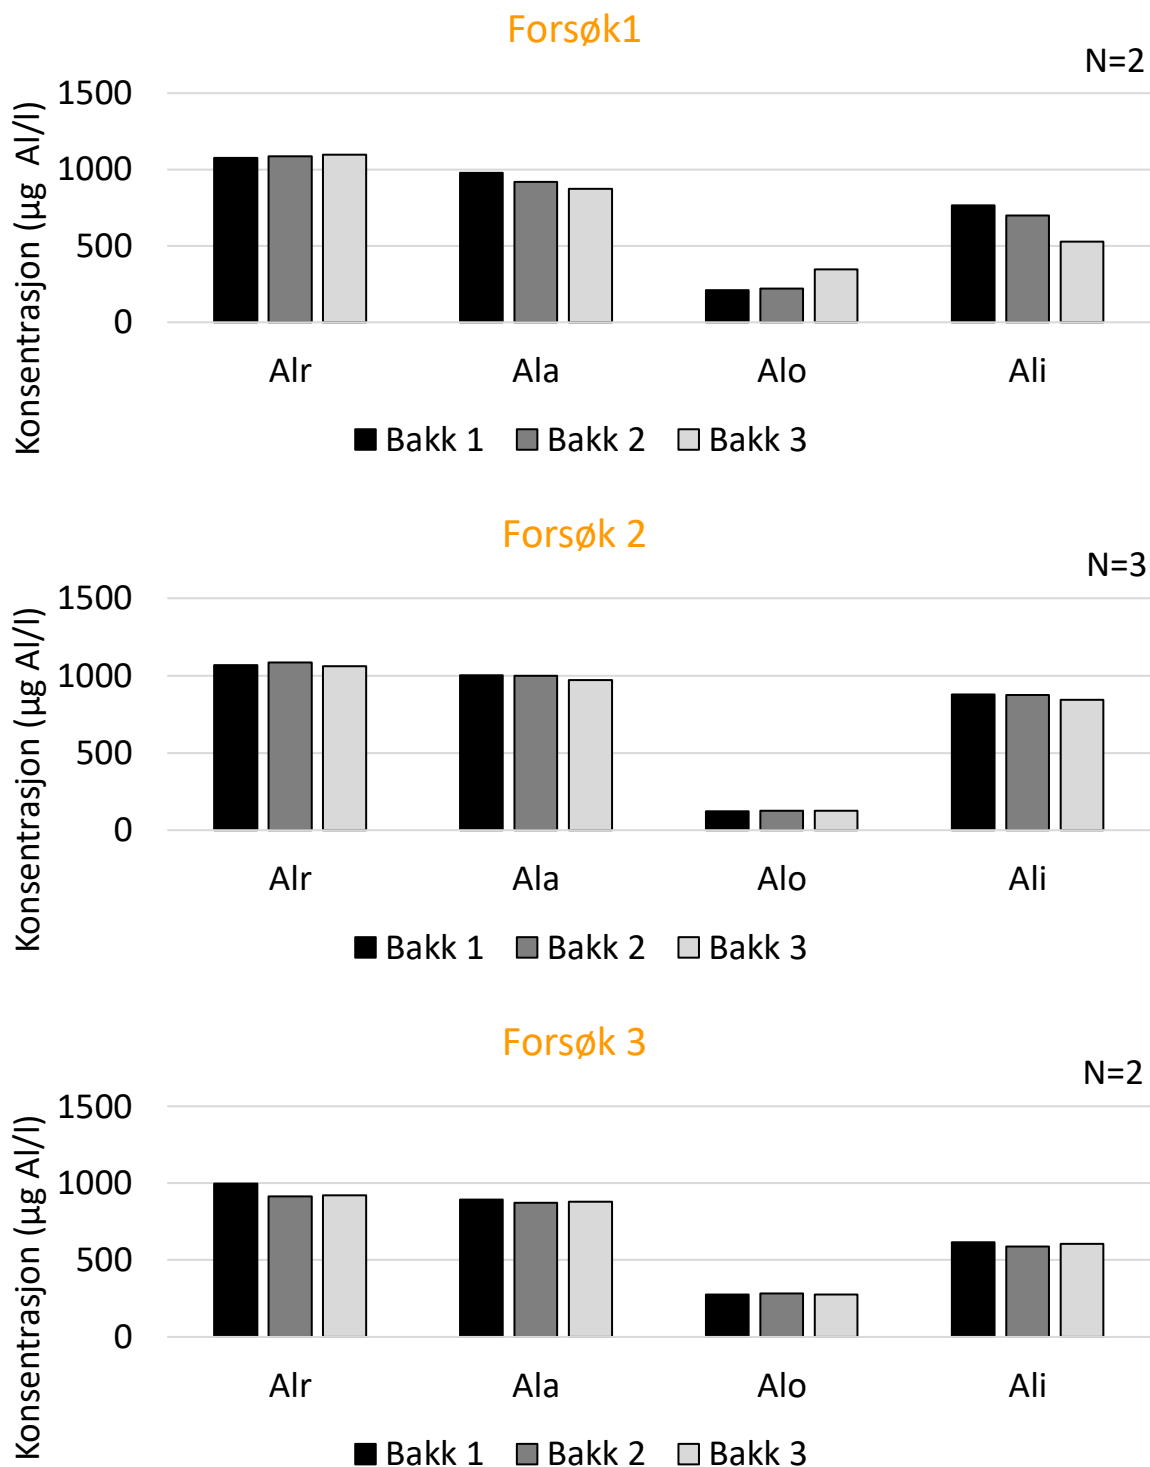 Forsøk1
N=2
Konsentrasjon (µg  Al/l)
1500
1000
500
0
Alr Ala Alo Ali
Bakk 1 Bakk 2 Bakk 3
Forsøk 2
N=3
Konsentrasjon (µg Al/l)
1500
1000
500
0
Alr Ala Alo Ali
Bakk 1 Bakk 2 Bakk 3
Forsøk 3
N=2
Konsentrasjon (µg Al/l)
1500
1000
500
0
Alr Ala Alo Ali
Bakk 1 Bakk 2 Bakk 3